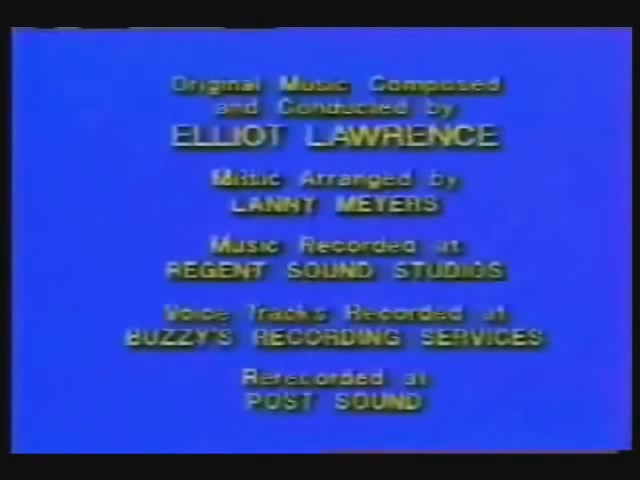 Original Music Composed
and Conducted by
ELLIOT LAWRENCE
Music Arranged by
LANNY MEYERS
Music Recorded at
REGENT SOUND STUDIOS
Voice Tracks Recorded at
BUZZY'S RECORDING SERVICES
Rerecorded at
POST SOUND